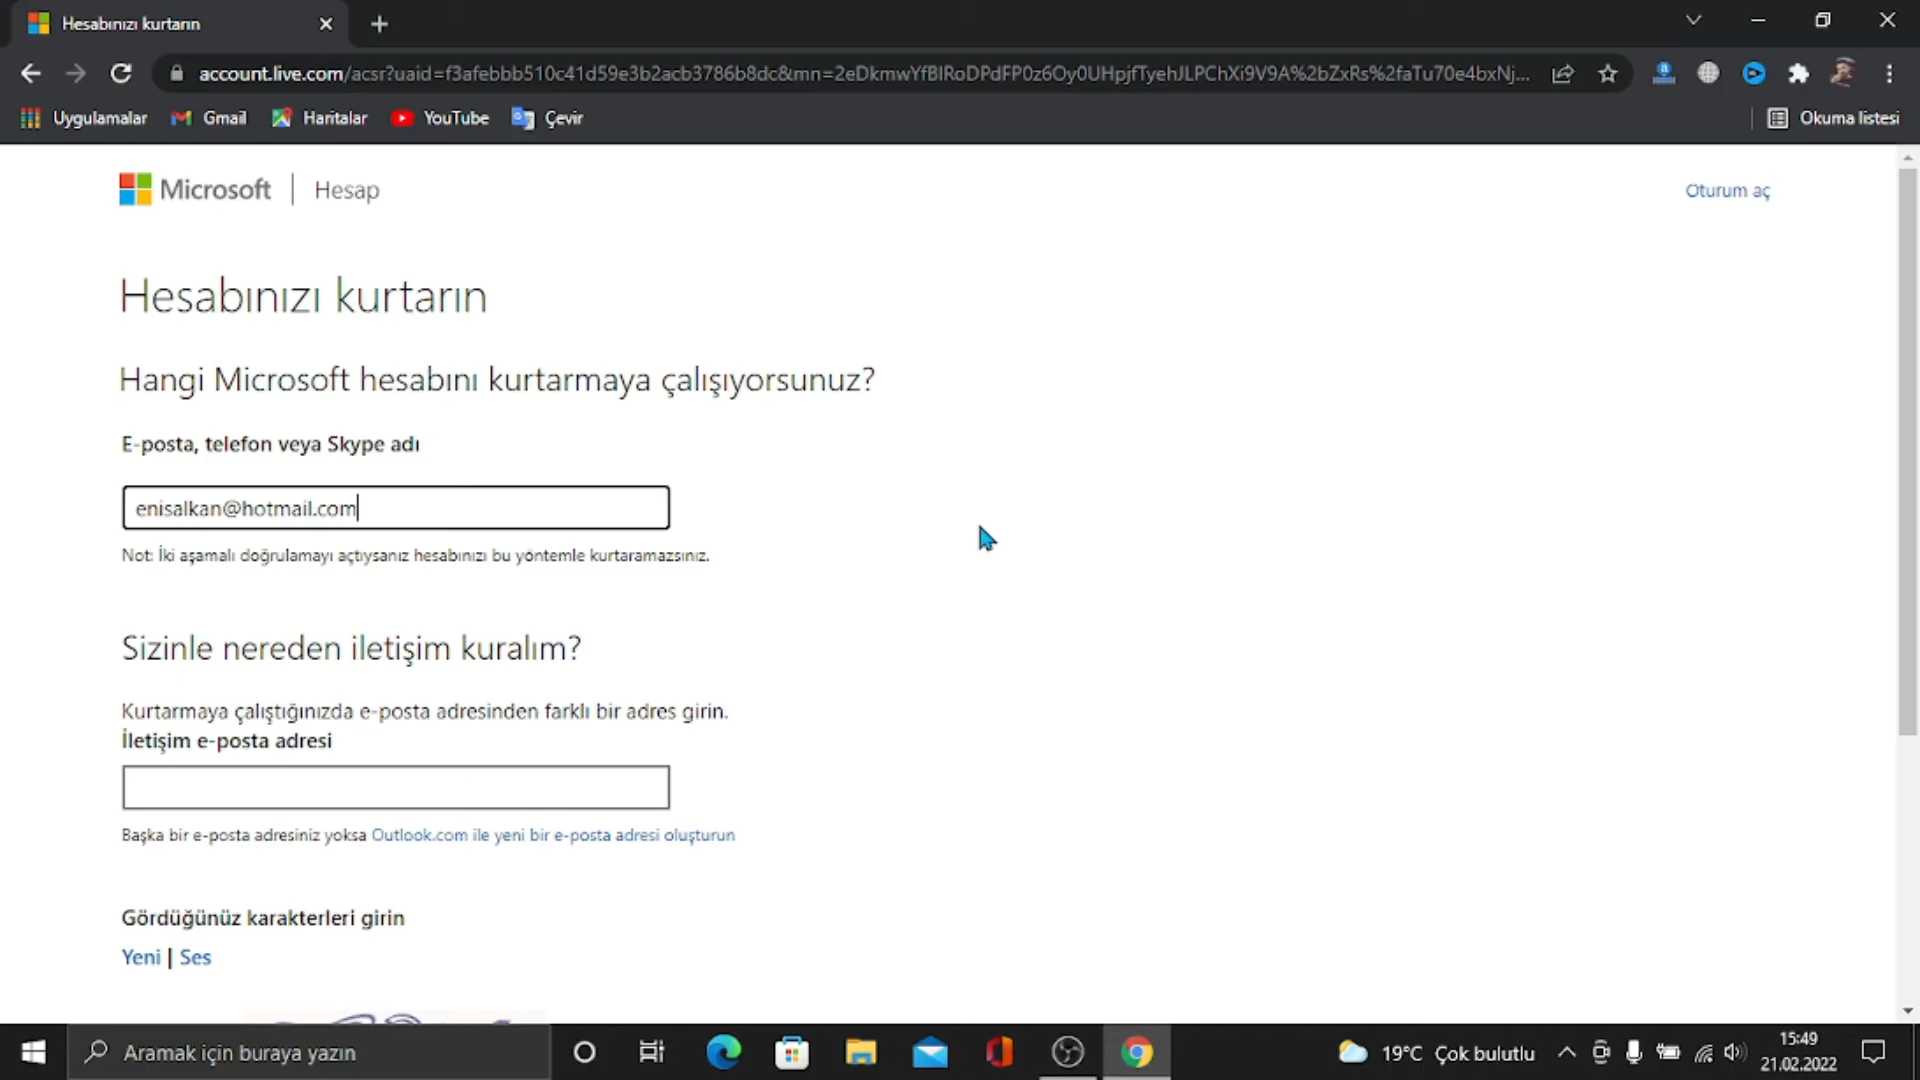 Hesabınızı kurtarın
account.live.com/acsr?uaid=f3afebbb510c41d59e3b2acb3786b8dc&mn=2eDkmwYfBIRoDPdFP0z6Oy0UHpjfTyehJLPChXi9V9A%2bZxRs%2faTu70e4bxNj...
Uygulamalar Gmail Haritalar YouTube Çevir Okuma listesi
Microsoft | Hesap Oturum aç
Hesabınızı kurtarın
Hangi Microsoft hesabını kurtarmaya çalışıyorsunuz?
E-posta, telefon veya Skype adı
enisalkan@hotmail.com
Not: İki aşamalı doğrulamayı açtıysanız hesabınızı bu yöntemle kurtaramazsınız.
Sizinle nereden iletişim kuralım?
Kurtarmaya çalıştığınızda e-posta adresinden farklı bir adres girin.
İletişim e-posta adresi
Başka bir e-posta adresiniz yoksa Outlook.com ile yeni bir e-posta adresi oluşturun
Gördüğünüz karakterleri girin
Yeni | Ses
Aramak için buraya yazın 19°C Çok bulutlu 15:49
21.02.2022